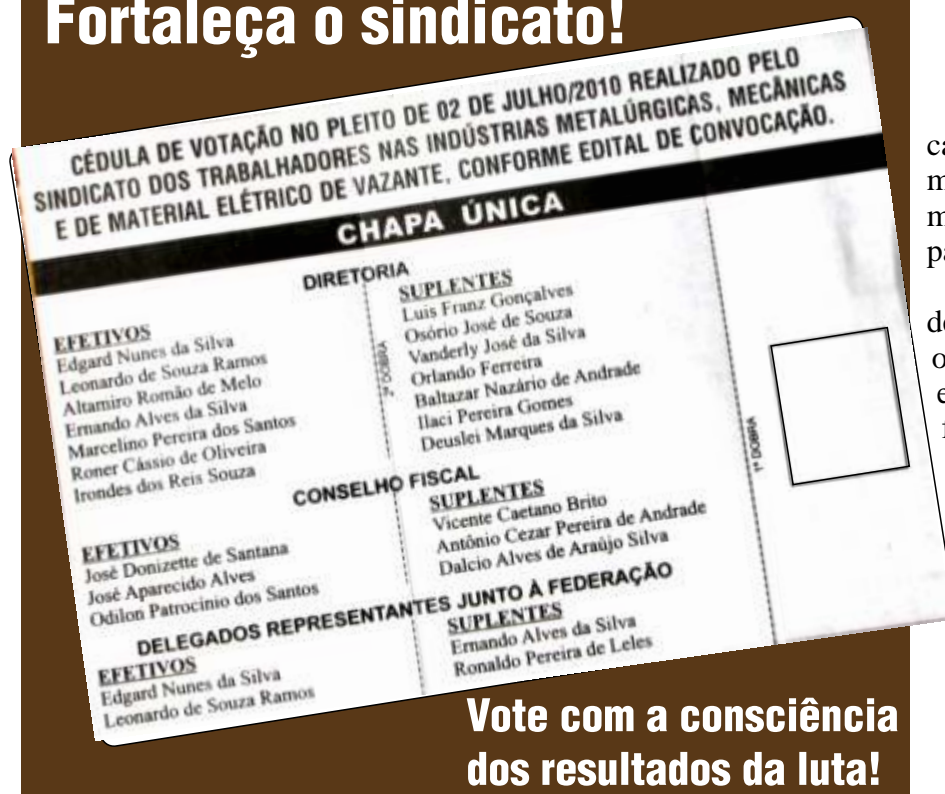 Fortaleça o sindicato!
CÉDULA DE VOTAÇÃO NO PLEITO DE 02 DE JULHO/2010 REALIZADO PELO
SINDICATO DOS TRABALHADORES NAS INDÚSTRIAS METALÚRGICAS, MECÂNICAS
E DE MATERIAL ELÉTRICO DE VAZANTE, CONFORME EDITAL DE CONVOCAÇÃO.
CHAPA ÚNICA
DIRETORIA
EFETIVOS
Edgard Nunes da Silva
Leonardo de Souza Ramos
Altamiro Romão de Melo
Ernando Alves da Silva
Marcelino Pereira dos Santos
Roner Cássio de Oliveira
Irondes dos Reis Souza
2ª DOBRA
SUPLENTES
Luis Franz Gonçalves
Osório José de Souza
Vanderly José da Silva
Orlando Ferreira
Baltazar Nazário de Andrade
Ilaci Pereira Gomes
Deuslei Marques da Silva
1ª DOBRA
CONSELHO FISCAL
EFETIVOS
José Donizette de Santana
José Aparecido Alves
Odilon Patrocinio dos Santos
SUPLENTES
Vicente Caetano Brito
Antônio Cezar Pereira de Andrade
Dalcio Alves de Araújo Silva
DELEGADOS REPRESENTANTES JUNTO À FEDERAÇÃO
EFETIVOS
Edgard Nunes da Silva
Leonardo de Souza Ramos
SUPLENTES
Ernando Alves da Silva
Ronaldo Pereira de Leles
Vote com a consciência
dos resultados da luta!